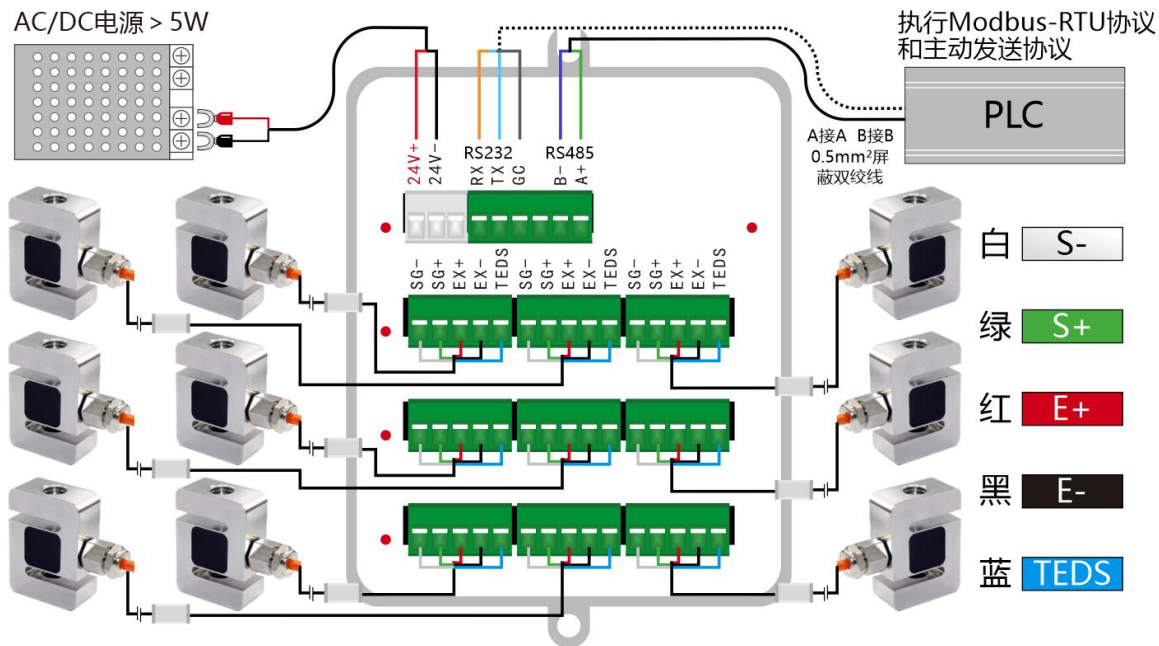 AC/DC电源 > 5W
执行Modbus-RTU协议
和主动发送协议
PLC
A接A B接B
0.5mm²屏
蔽双绞线
RS232
RS485
24V+
24V-
RX
TX
GC
B-
A+
SG-
SG+
EX+
EX-
TEDS
SG-
SG+
EX+
EX-
TEDS
SG-
SG+
EX+
EX-
TEDS
白 S-
绿 S+
红 E+
黑 E-
蓝 TEDS